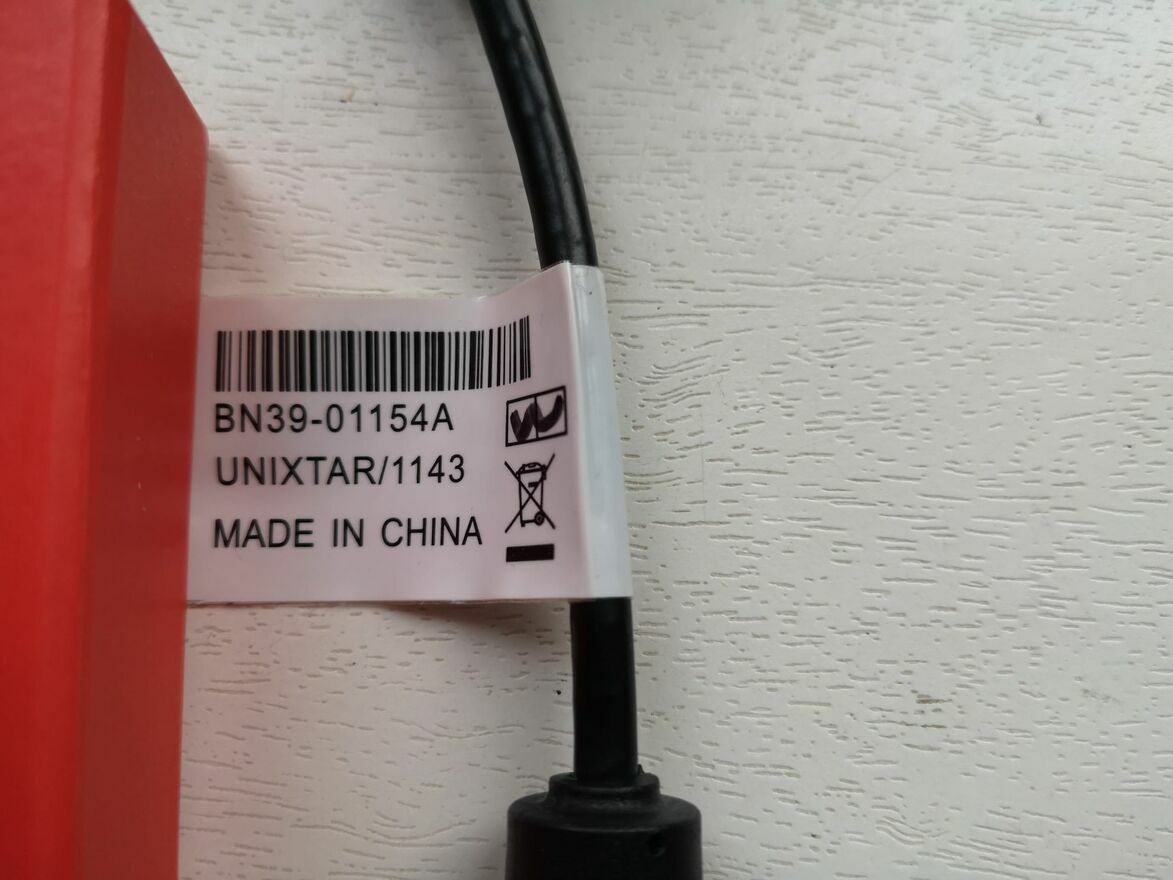 BN39-01154A
UNIXTAR/1143
MADE IN CHINA